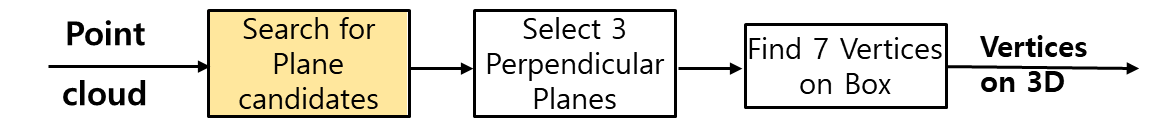 Point
cloud
Search for
Plane
candidates
Select 3
Perpendicular
Planes
Find 7 Vertices
on Box
Vertices
on 3D